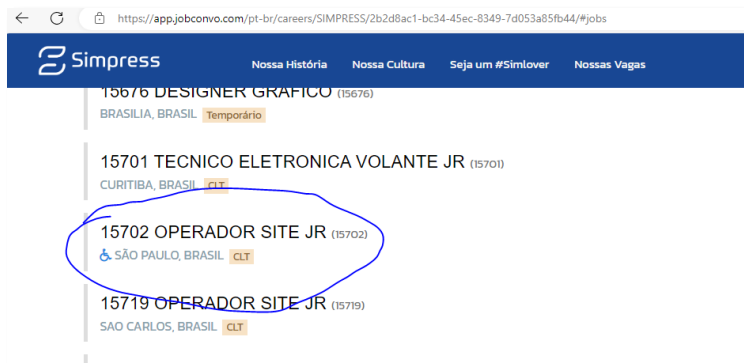 https://app.jobconvo.com/pt-br/careers/SIMPRESS/2b2d8ac1-bc34-45ec-8349-7d053a85fb44/#jobs
Simpress Nossa História Nossa Cultura Seja um #Simlover Nossas Vagas
15676 DESIGNER GRAFICO (15676)
BRASILIA, BRASIL Temporário
15701 TECNICO ELETRONICA VOLANTE JR (15701)
CURITIBA, BRASIL CLT
15702 OPERADOR SITE JR (15702)
SÃO PAULO, BRASIL CLT
15719 OPERADOR SITE JR (15719)
SAO CARLOS, BRASIL CLT